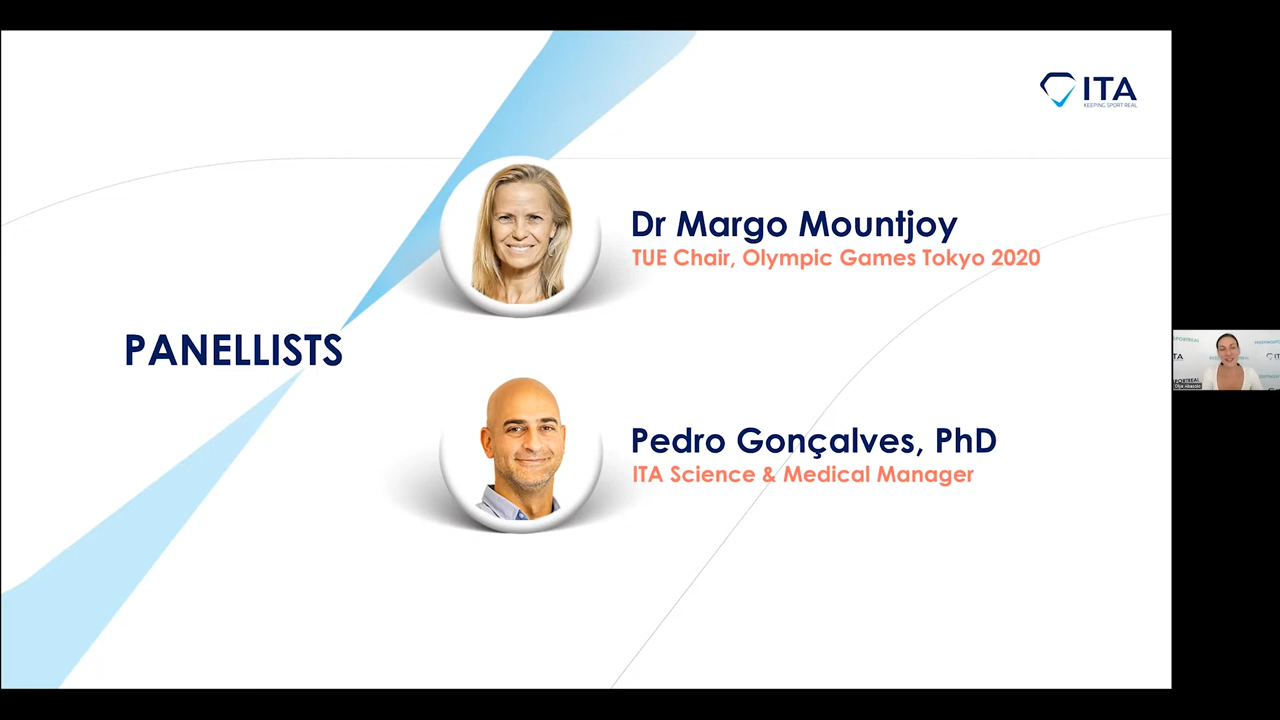 ITA
KEEPING SPORT REAL
Dr Margo Mountjoy
TUE Chair, Olympic Games Tokyo 2020
PANELLISTS
Pedro Gonçalves, PhD
ITA Science & Medical Manager